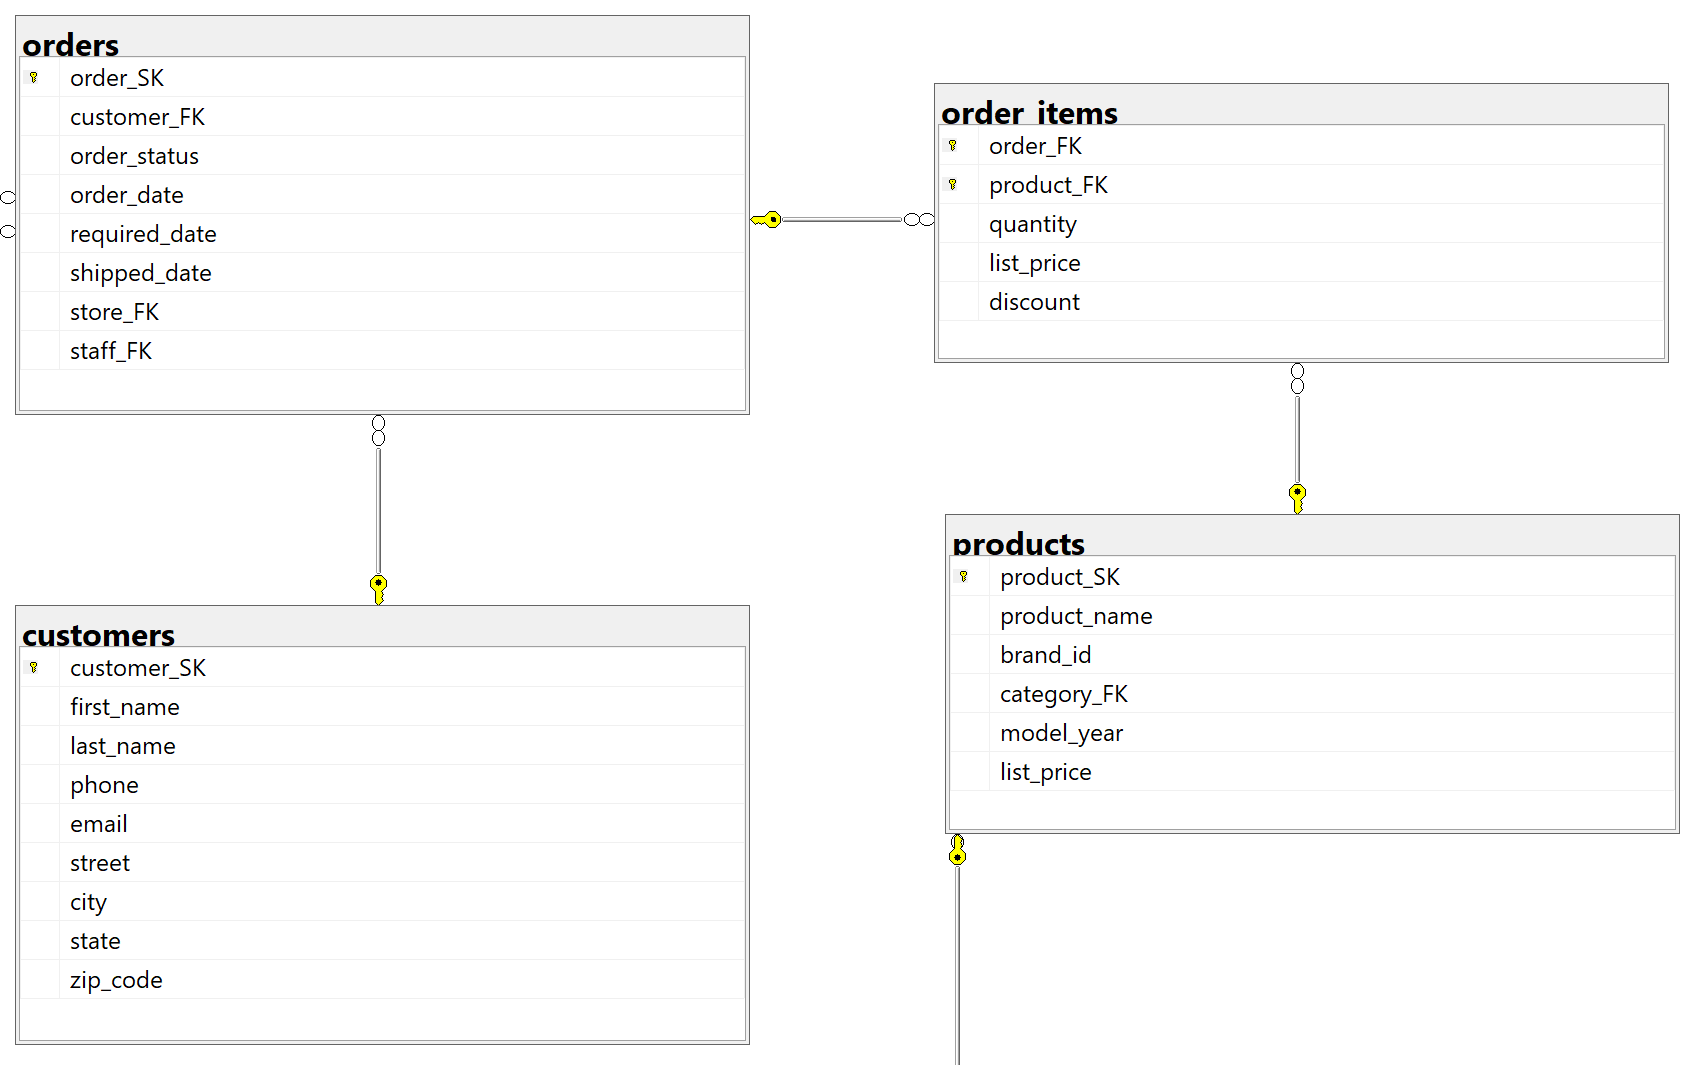 orders
order_SK
customer_FK
order_status
order_date
required_date
shipped_date
store_FK
staff_FK
order_items
order_FK
product_FK
quantity
list_price
discount
customers
customer_SK
first_name
last_name
phone
email
street
city
state
zip_code
products
product_SK
product_name
brand_id
category_FK
model_year
list_price